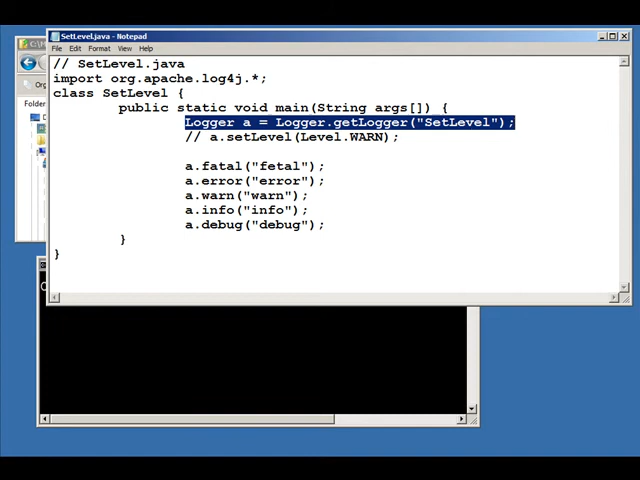 SetLevel.java - Notepad
File Edit Format View Help
// SetLevel.java
import org.apache.log4j.*;
class SetLevel {
public static void main(String args[]) {
Logger a = Logger.getLogger("SetLevel");
// a.setLevel(Level.WARN);
a.fatal("fetal");
a.error("error");
a.warn("warn");
a.info("info");
a.debug("debug");
}
}
Folder